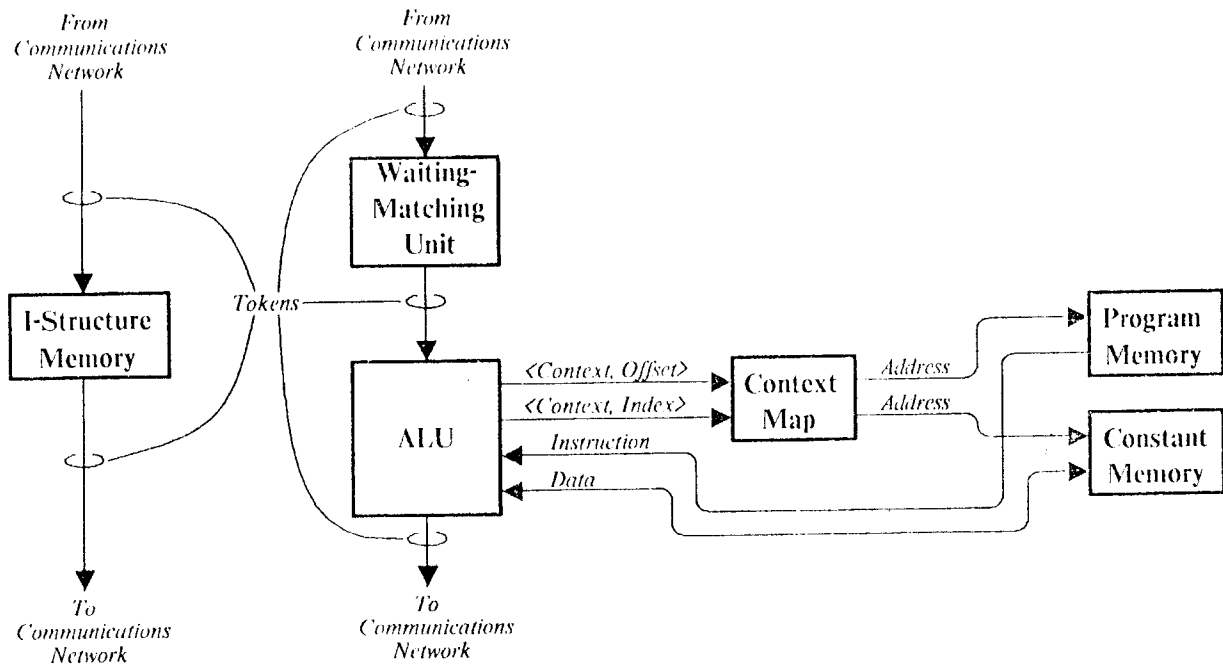 From
Communications
Network
From
Communications
Network
Waiting-
Matching
Unit
Tokens
I-Structure
Memory
ALU
<Context, Offset>
<Context, Index>
Instruction
Data
Context
Map
Address
Address
Program
Memory
Constant
Memory
To
Communications
Network
To
Communications
Network